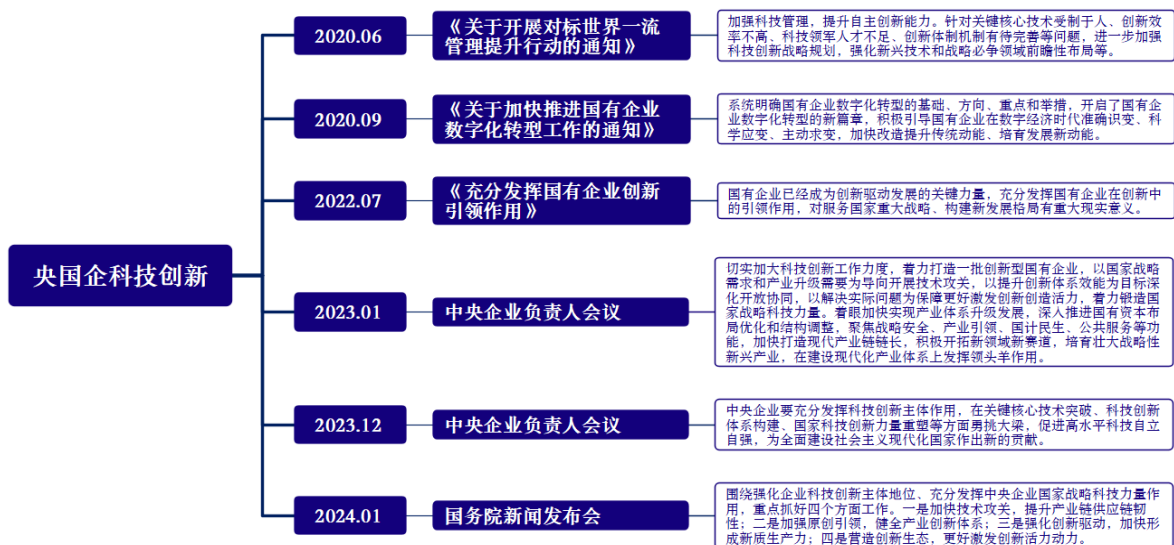 央国企科技创新
2020.06
《关于开展对标世界一流
管理提升行动的通知》
加强科技管理，提升自主创新能力。针对关键核心技术受制于人、创新效
率不高、科技领军人才不足、创新体制机制有待完善等问题，进一步加强
科技创新战略规划，强化新兴技术和战略必争领域前瞻性布局等。
2020.09
《关于加快推进国有企业
数字化转型工作的通知》
系统明确国有企业数字化转型的基础、方向、重点和举措，开启了国有企
业数字化转型的新篇章，积极引导国有企业在数字经济时代准确识变、科
学应变、主动求变，加快改造提升传统动能、培育发展新动能。
2022.07
《充分发挥国有企业创新
引领作用》
国有企业已经成为创新驱动发展的关键力量，充分发挥国有企业在创新中
的引领作用，对服务国家重大战略、构建新发展格局有重大现实意义。
2023.01
中央企业负责人会议
切实加大科技创新工作力度，着力打造一批创新型国有企业，以国家战略
需求和产业升级需要为导向开展技术攻关，以提升创新体系效能为目标深
化开放协同，以解决实际问题为保障更好激发创新创造活力，着力锻造国
家战略科技力量。着眼加快实现产业体系升级发展，深入推进国有资本布
局优化和结构调整，聚焦战略安全、产业引领、国计民生、公共服务等功
能，加快打造现代产业链链长，积极开拓新领域新赛道，培育壮大战略性
新兴产业，在建设现代化产业体系上发挥领头羊作用。
2023.12
中央企业负责人会议
中央企业要充分发挥科技创新主体作用，在关键核心技术突破、科技创新
体系构建、国家科技创新力量重塑等方面勇挑大梁，促进高水平科技自立
自强，为全面建设社会主义现代化国家作出新的贡献。
2024.01
国务院新闻发布会
围绕强化企业科技创新主体地位、充分发挥中央企业国家战略科技力量作
用，重点抓好四个方面工作。一是加快技术攻关，提升产业链供应链韧
性；二是加强原创引领，健全产业创新体系；三是强化创新驱动，加快形
成新质生产力；四是营造创新生态，更好激发创新活力动力。